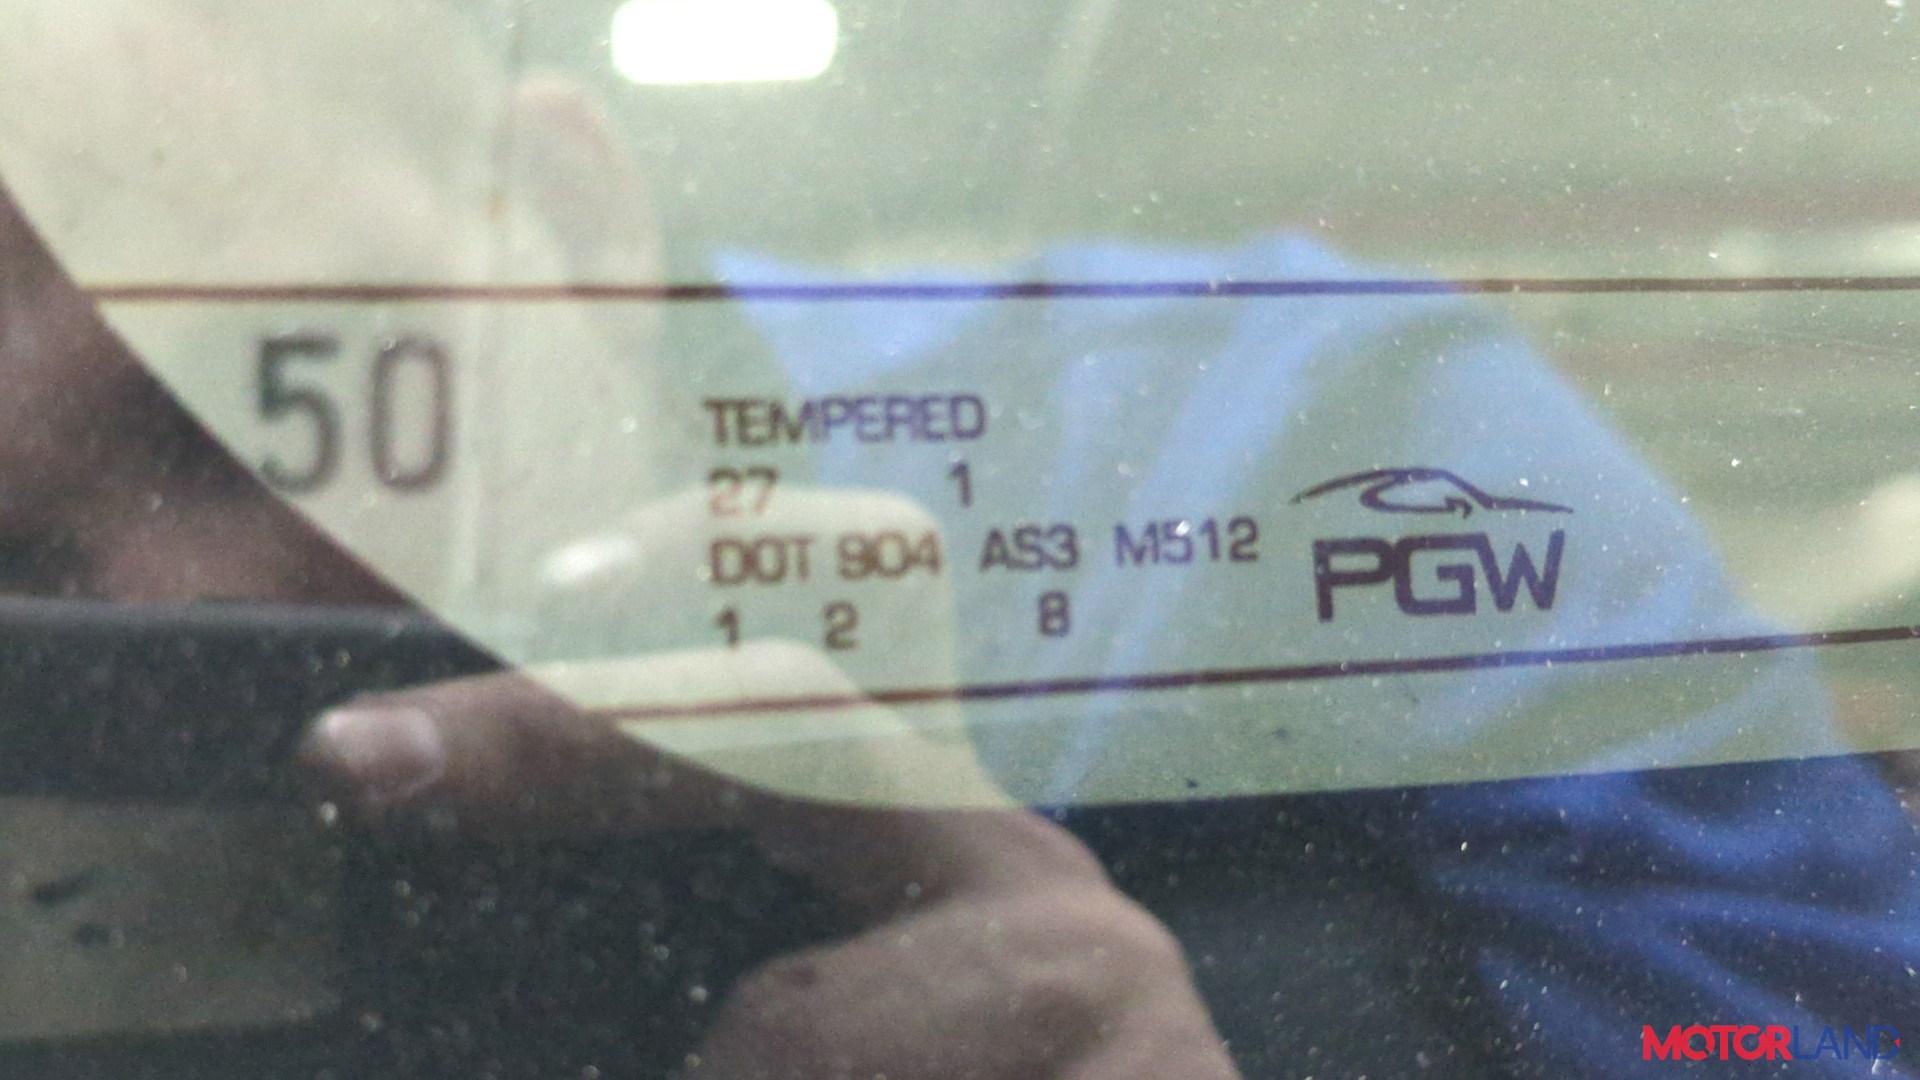 50
TEMPERED
27 1
DOT 904 AS3 M512
1 2 8
PGW
MOTORLAND